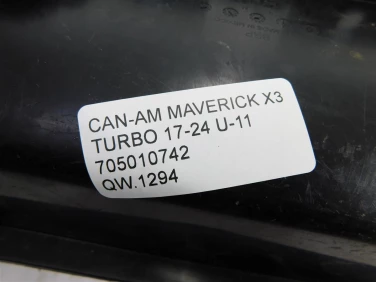 CAN-AM MAVERICK X3
TURBO 17-24 U-11
705010742
QW.1294